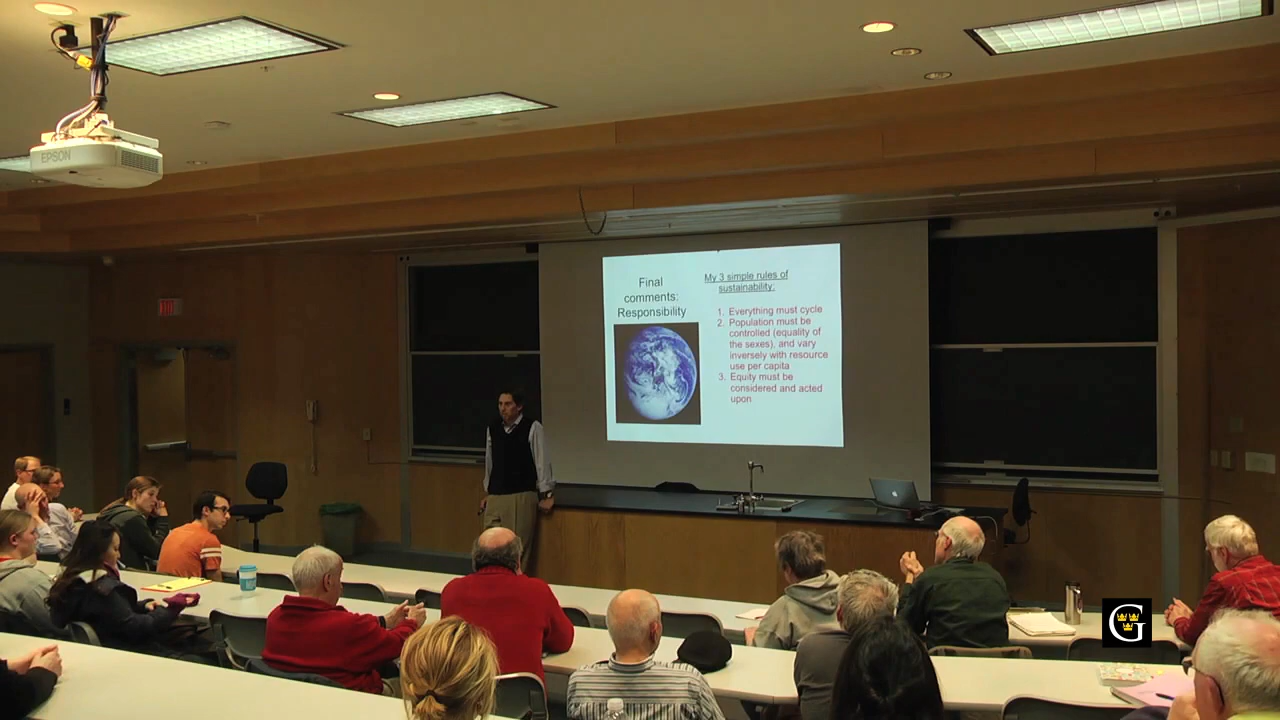 EPSON
Final
comments:
Responsibility
My 3 simple rules of
sustainability:
1. Everything must cycle
2. Population must be
controlled (equality of
the sexes), and vary
inversely with resource
use per capita
3. Equity must be
considered and acted
upon
G